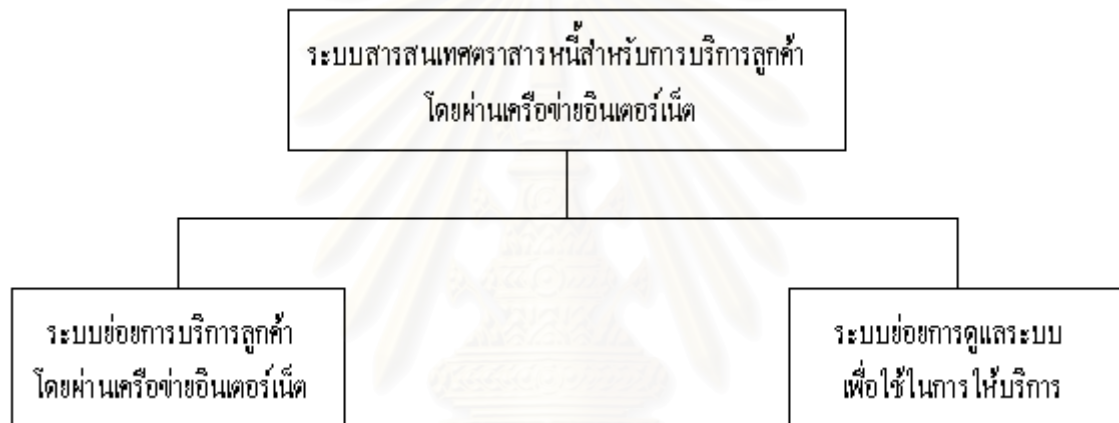 ระบบสารสนเทศตราสารหนี้สำหรับการบริการลูกค้า
โดยผ่านเครือข่ายอินเตอร์เน็ต
ระบบย่อยการบริการลูกค้า
โดยผ่านเครือข่ายอินเตอร์เน็ต
ระบบย่อยการดูแลระบบ
เพื่อใช้ในการให้บริการ